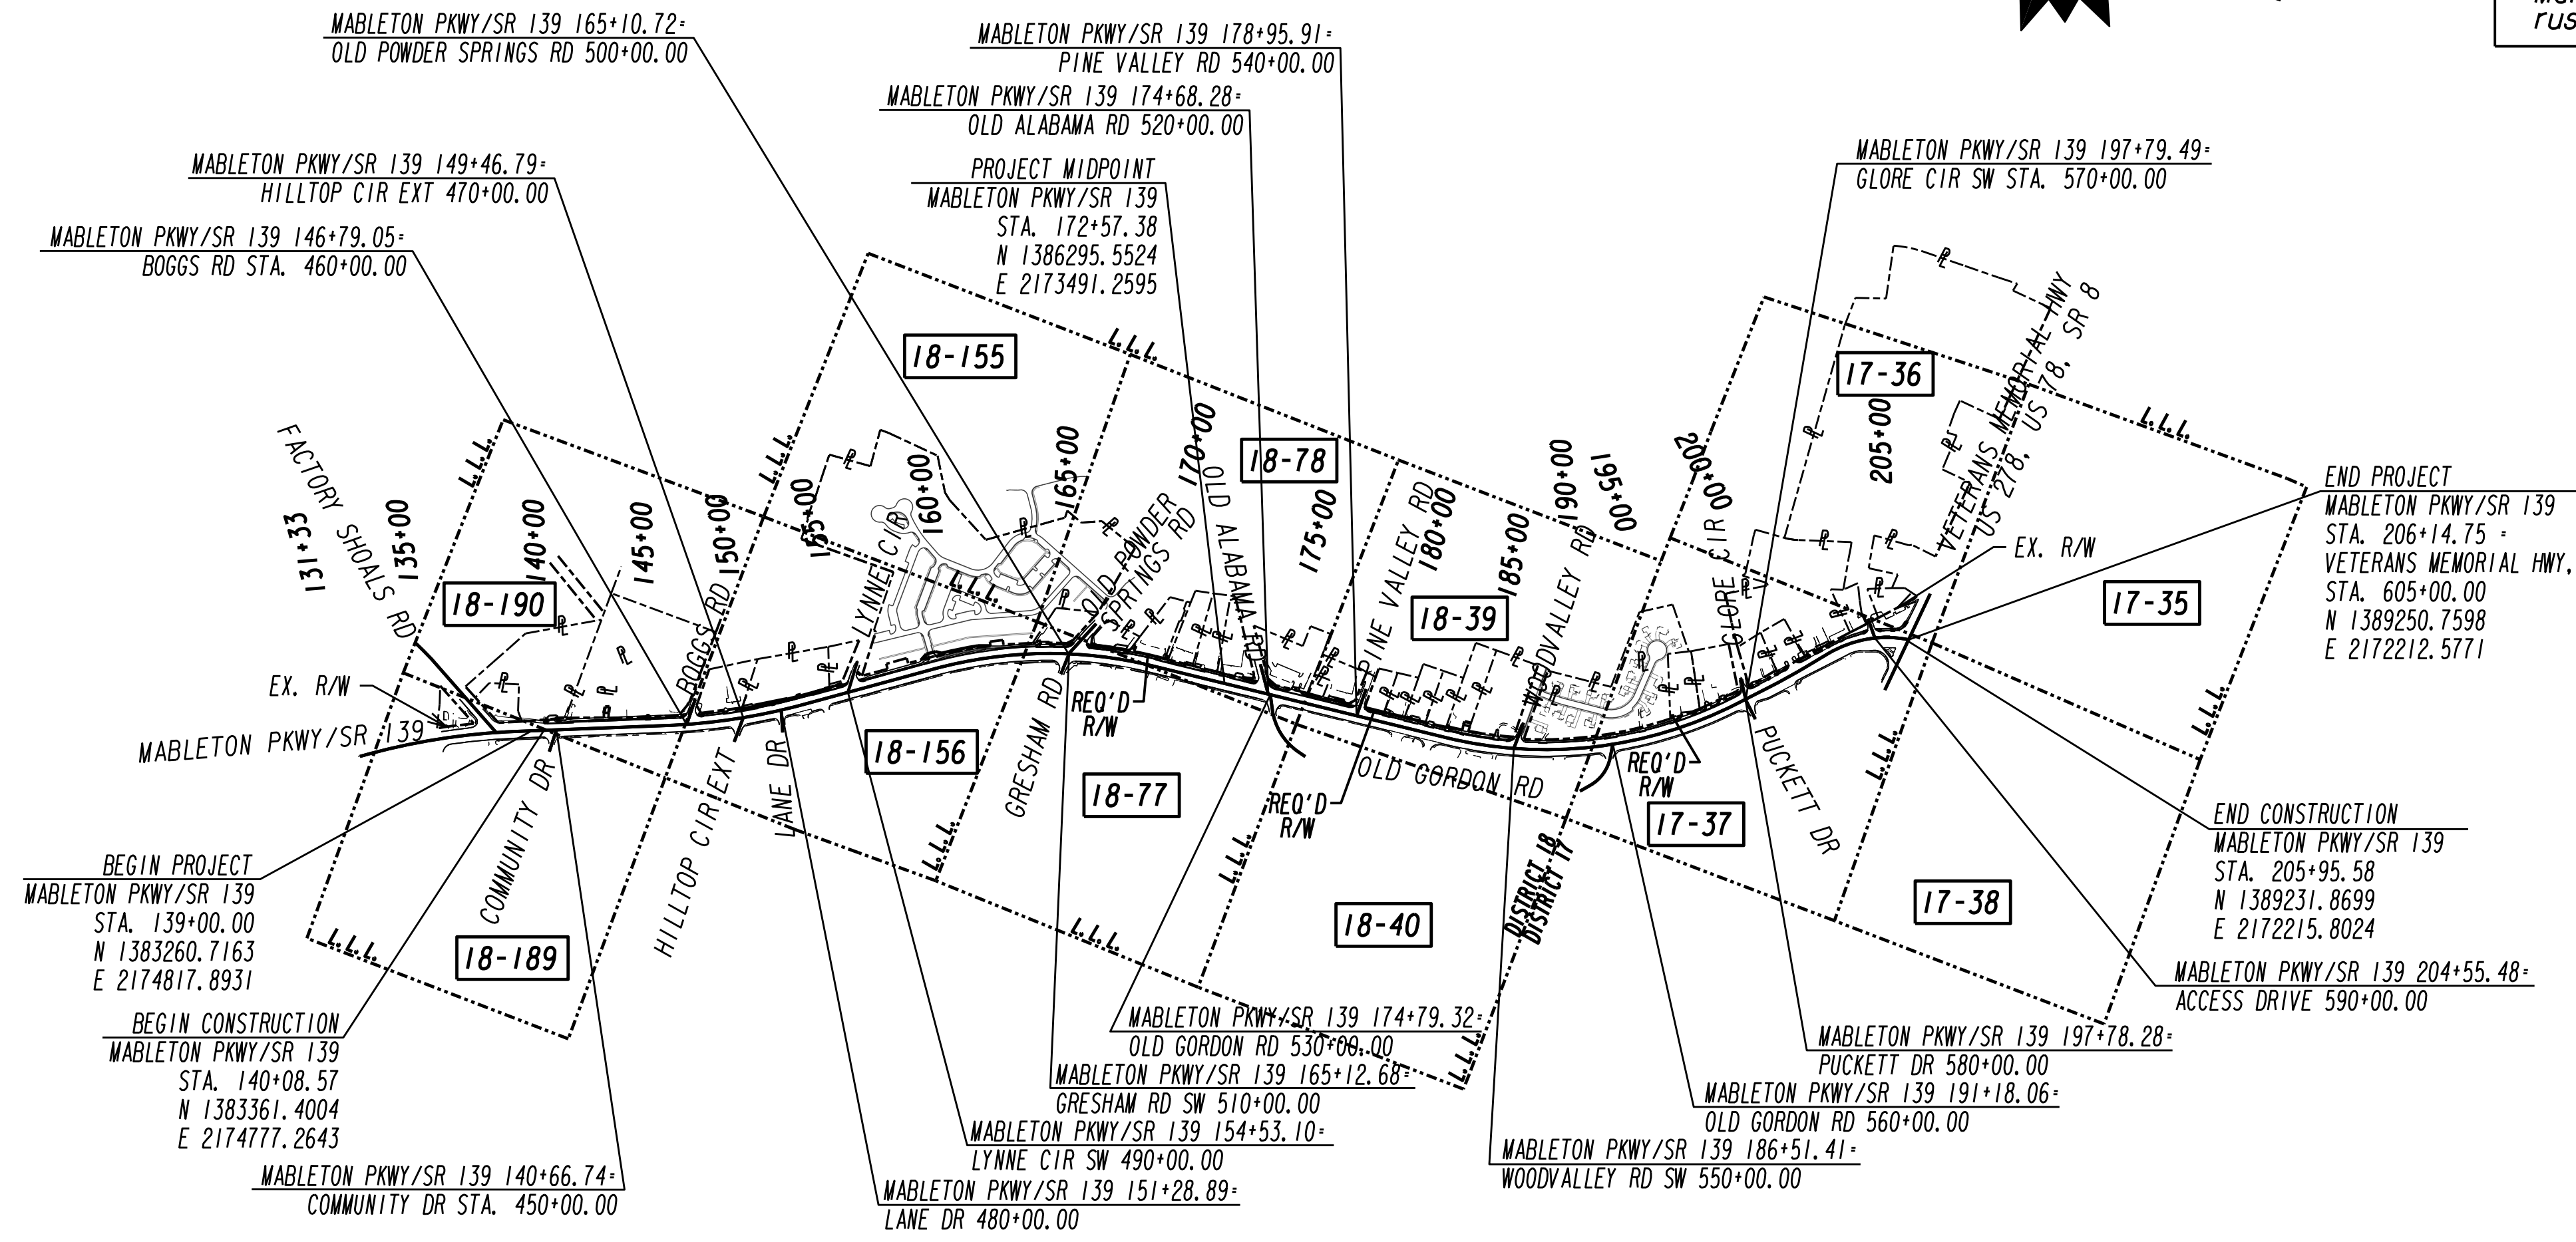 MABLETON PKWY/SR 139 165+10.72=
OLD POWDER SPRINGS RD 500+00.00
MABLETON PKWY/SR 139 178+95.91=
PINE VALLEY RD 540+00.00
MABLETON PKWY/SR 139 174+68.28=
OLD ALABAMA RD 520+00.00
PROJECT MIDPOINT
MABLETON PKWY/SR 139
STA. 172+57.38
N 1386295.5524
E 2173491.2595
MABLETON PKWY/SR 139 149+46.79=
HILLTOP CIR EXT 470+00.00
MABLETON PKWY/SR 139 146+79.05=
BOGGS RD STA. 460+00.00
MABLETON PKWY/SR 139 197+79.49=
GLORE CIR SW STA. 570+00.00
18-155
L.L.L.
17-36
VETERANS MEMORIAL HWY
US 278, US 78, SR 8
L.L.L.
L.L.L.
L.L.L.
18-78
FACTORY SHOALS RD
131+33
135+00
140+00
145+00
150+00
155+00
160+00
165+00
170+00
175+00
180+00
185+00
190+00
195+00
200+00
205+00
18-190
BOGGS RD
LYNNE CIR
L.L.L.
OLD POWDER
SPRINGS RD
OLD ALABAMA RD
PINE VALLEY RD
18-39
WOODVALLEY RD
GLORE CIR
EX. R/W
17-35
END PROJECT
MABLETON PKWY/SR 139
STA. 206+14.75 =
VETERANS MEMORIAL HWY,
STA. 605+00.00
N 1389250.7598
E 2172212.5771
EX. R/W
MABLETON PKWY/SR 139
REQ'D
R/W
REQ'D
R/W
REQ'D
R/W
18-156
18-77
GRESHAM RD
OLD GORDON RD
17-37
PUCKETT DR
L.L.L.
L.L.L.
COMMUNITY DR
HILLTOP CIR EXT
LANE DR
L.L.L.
L.L.L.
DISTRICT 18
DISTRICT 17
18-40
17-38
18-189
L.L.L.
L.L.L.
L.L.L.
BEGIN PROJECT
MABLETON PKWY/SR 139
STA. 139+00.00
N 1383260.7163
E 2174817.8931
BEGIN CONSTRUCTION
MABLETON PKWY/SR 139
STA. 140+08.57
N 1383361.4004
E 2174777.2643
MABLETON PKWY/SR 139 140+66.74=
COMMUNITY DR STA. 450+00.00
END CONSTRUCTION
MABLETON PKWY/SR 139
STA. 205+95.58
N 1389231.8699
E 2172215.8024
MABLETON PKWY/SR 139 204+55.48=
ACCESS DRIVE 590+00.00
MABLETON PKWY/SR 139 174+79.32=
OLD GORDON RD 530+00.00
MABLETON PKWY/SR 139 165+12.68=
GRESHAM RD SW 510+00.00
MABLETON PKWY/SR 139 154+53.10=
LYNNE CIR SW 490+00.00
MABLETON PKWY/SR 139 151+28.89=
LANE DR 480+00.00
MABLETON PKWY/SR 139 197+78.28=
PUCKETT DR 580+00.00
MABLETON PKWY/SR 139 191+18.06=
OLD GORDON RD 560+00.00
MABLETON PKWY/SR 139 186+51.41=
WOODVALLEY RD SW 550+00.00